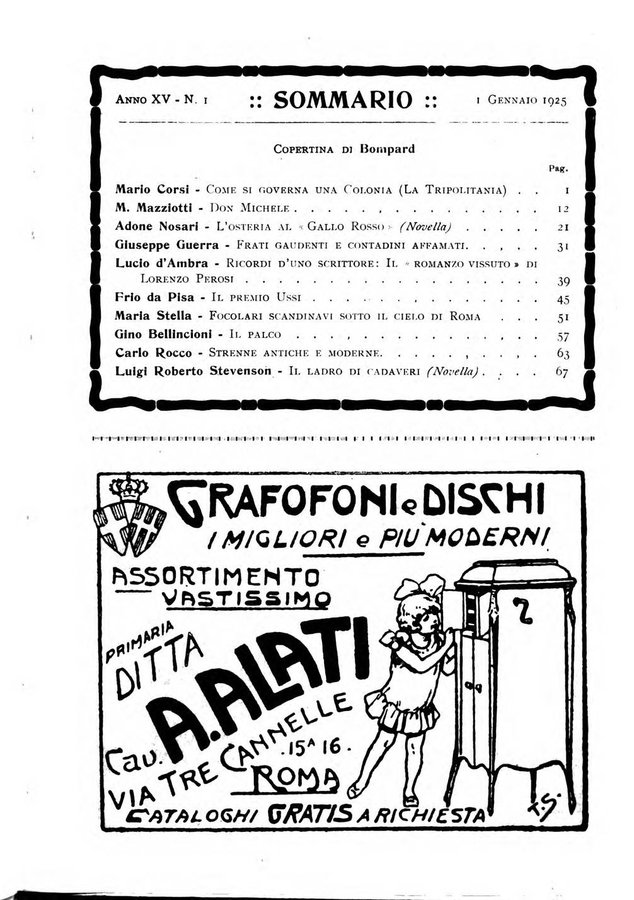 Anno XV - N. 1 :: SOMMARIO :: 1 Gennaio 1925
Copertina di Bompard
Pag.
Mario Corsi - Come si governa una Colonia (La Tripolitania) . . 1
M. Mazziotti - Don Michele . . . . . . . . . . . . . 12
Adone Nosari - L'osteria al « Gallo Rosso » (Novella) . . . . . 21
Giuseppe Guerra - Frati gaudenti e contadini affamati. . . . . 31
Lucio d'Ambra - Ricordi d'uno scrittore: Il « romanzo vissuto » di
Lorenzo Perosi . . . . . . . . . . . . . . . 39
Frio da Pisa - Il premio Ussi . . . . . . . . . . . . 45
Maria Stella - Focolari scandinavi sotto il cielo di Roma . . . 51
Gino Bellincioni - Il palco . . . . . . . . . . . . . 57
Carlo Rocco - Strenne antiche e moderne. . . . . . . . . 63
Luigi Roberto Stevenson - Il ladro di cadaveri (Novella) . . . . 67
GRAFOFONI e DISCHI
I MIGLIORI e PIÙ MODERNI
ASSORTIMENTO
VASTISSIMO
PRIMARIA
DITTA
Cav. A. ALATI
VIA TRE CANNELLE
15ᴬ 16.
ROMA
CATALOGHI GRATIS A RICHIESTA
T.S.